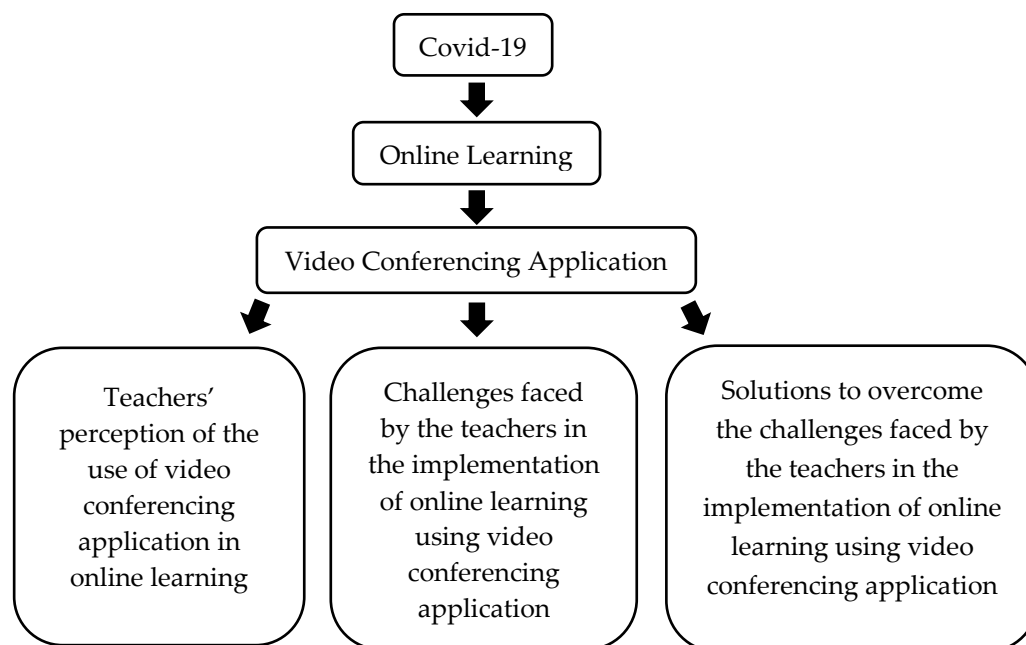 Covid-19
Online Learning
Video Conferencing Application
Teachers’
perception of the
use of video
conferencing
application in
online learning
Challenges faced
by the teachers in
the implementation
of online learning
using video
conferencing
application
Solutions to overcome
the challenges faced by
the teachers in the
implementation of online
learning using video
conferencing application